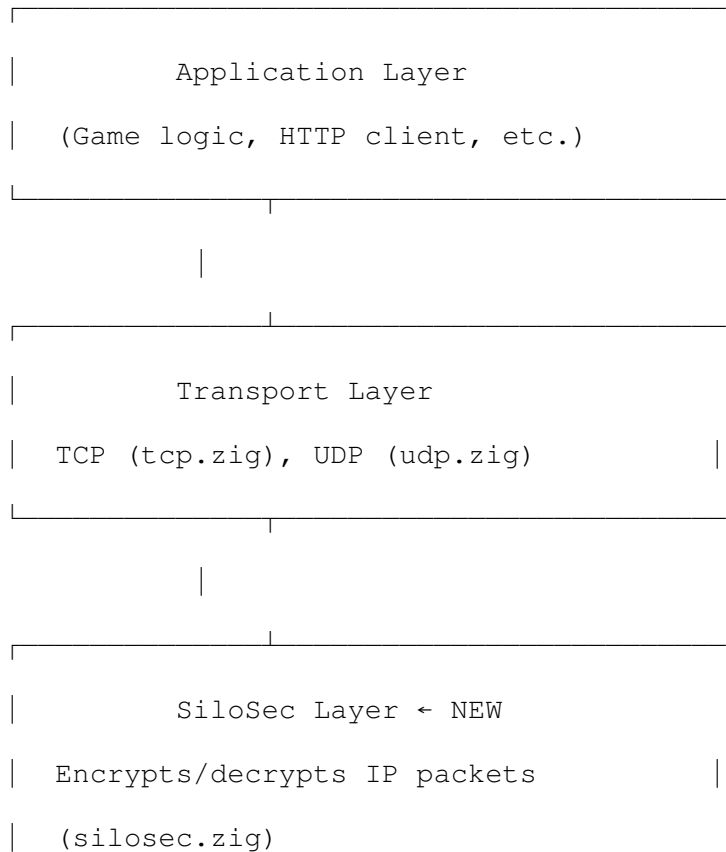 Application Layer
(Game logic, HTTP client, etc.)
Transport Layer
TCP (tcp.zig), UDP (udp.zig)
SiloSec Layer ← NEW
Encrypts/decrypts IP packets
(silosec.zig)